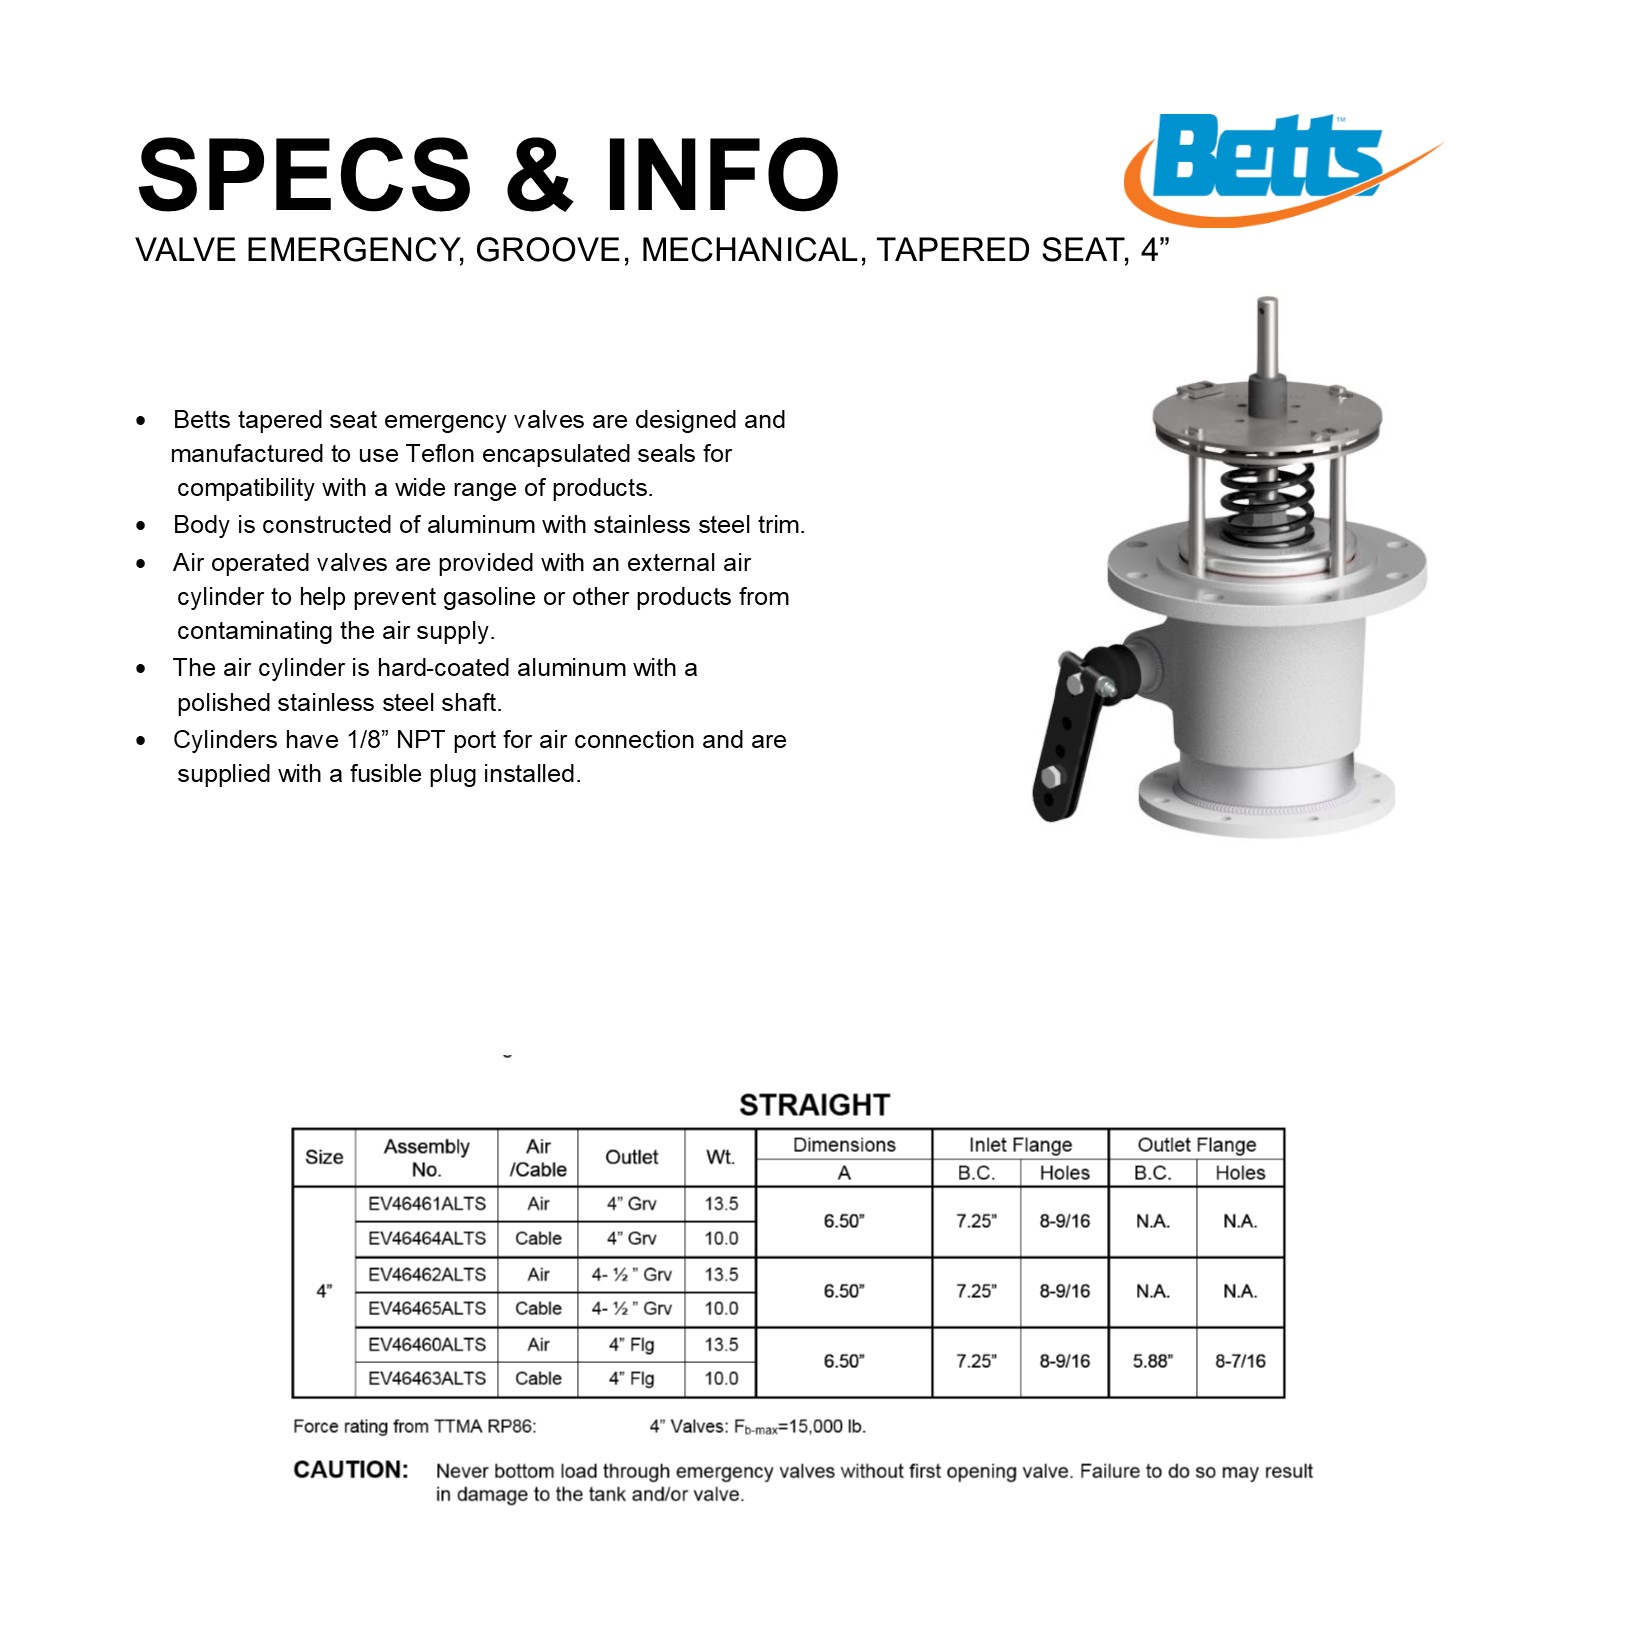 SPECS & INFO
Betts™
VALVE EMERGENCY, GROOVE, MECHANICAL, TAPERED SEAT, 4”
• Betts tapered seat emergency valves are designed and
manufactured to use Teflon encapsulated seals for
compatibility with a wide range of products.
• Body is constructed of aluminum with stainless steel trim.
• Air operated valves are provided with an external air
cylinder to help prevent gasoline or other products from
contaminating the air supply.
• The air cylinder is hard-coated aluminum with a
polished stainless steel shaft.
• Cylinders have 1/8” NPT port for air connection and are
supplied with a fusible plug installed.
STRAIGHT
Size Assembly No. Air /Cable Outlet Wt. Dimensions Inlet Flange Outlet Flange
A B.C. Holes B.C. Holes
4”
EV46461ALTS Air 4” Grv 13.5
6.50” 7.25” 8-9/16 N.A. N.A.
EV46464ALTS Cable 4” Grv 10.0
EV46462ALTS Air 4- ½ ” Grv 13.5
6.50” 7.25” 8-9/16 N.A. N.A.
EV46465ALTS Cable 4- ½ ” Grv 10.0
EV46460ALTS Air 4” Flg 13.5
6.50” 7.25” 8-9/16 5.88” 8-7/16
EV46463ALTS Cable 4” Flg 10.0
Force rating from TTMA RP86: 4” Valves: Fb-max=15,000 lb.
CAUTION: Never bottom load through emergency valves without first opening valve. Failure to do so may result
in damage to the tank and/or valve.